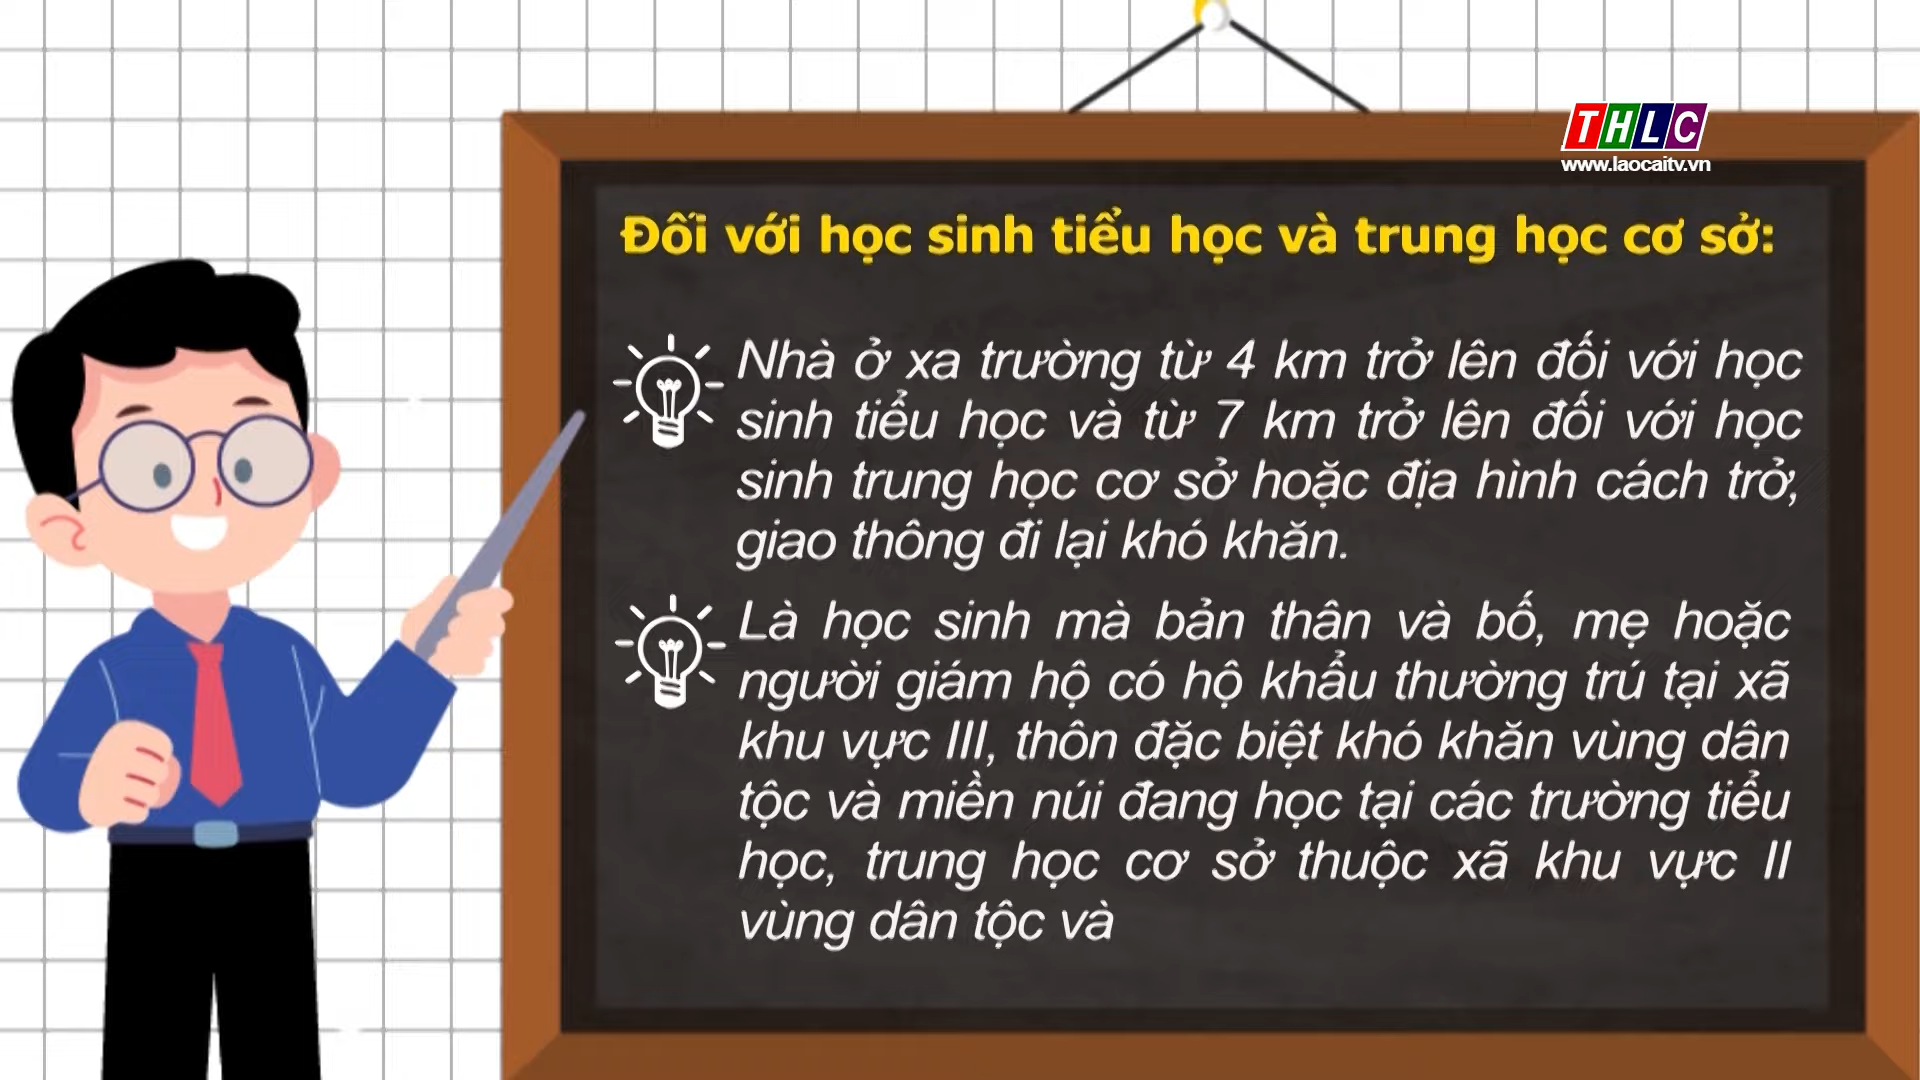 THLC
www.laocaitv.vn
Đối với học sinh tiểu học và trung học cơ sở:
Nhà ở xa trường từ 4 km trở lên đối với học
sinh tiểu học và từ 7 km trở lên đối với học
sinh trung học cơ sở hoặc địa hình cách trở,
giao thông đi lại khó khăn.
Là học sinh mà bản thân và bố, mẹ hoặc
người giám hộ có hộ khẩu thường trú tại xã
khu vực III, thôn đặc biệt khó khăn vùng dân
tộc và miền núi đang học tại các trường tiểu
học, trung học cơ sở thuộc xã khu vực II
vùng dân tộc và